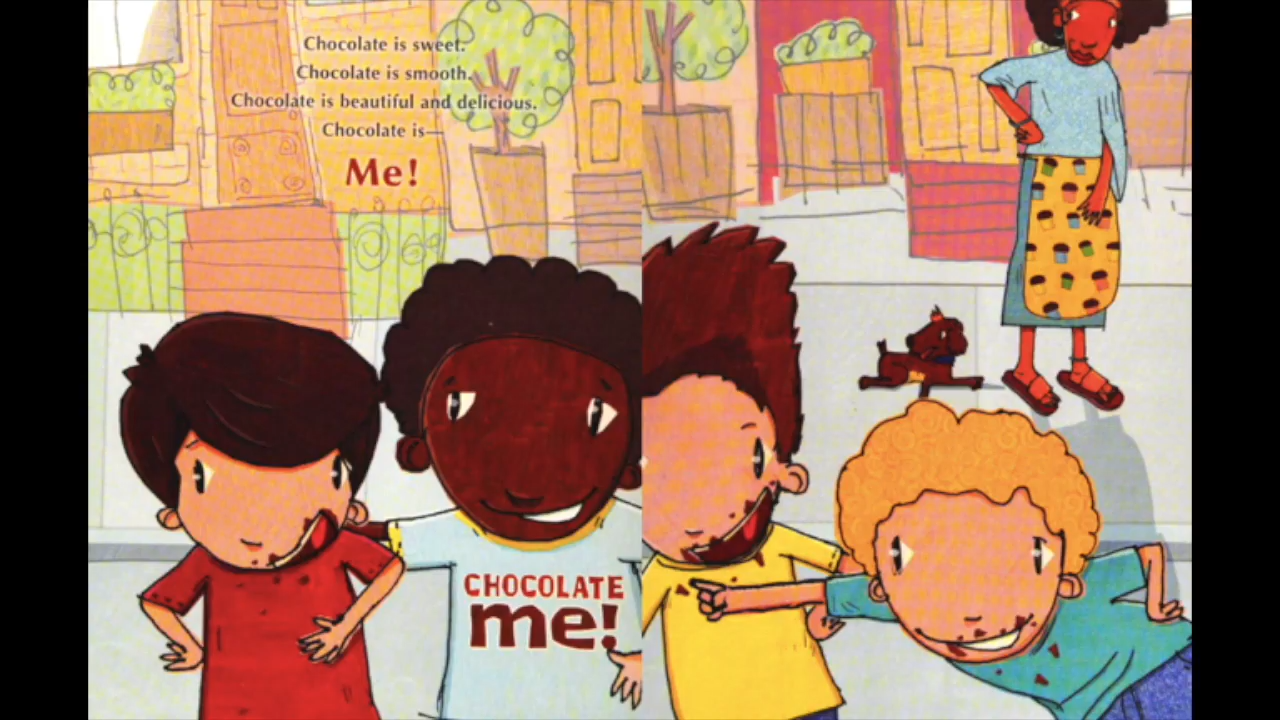 Chocolate is sweet.
Chocolate is smooth.
Chocolate is beautiful and delicious.
Chocolate is—
Me!
CHOCOLATE
me!